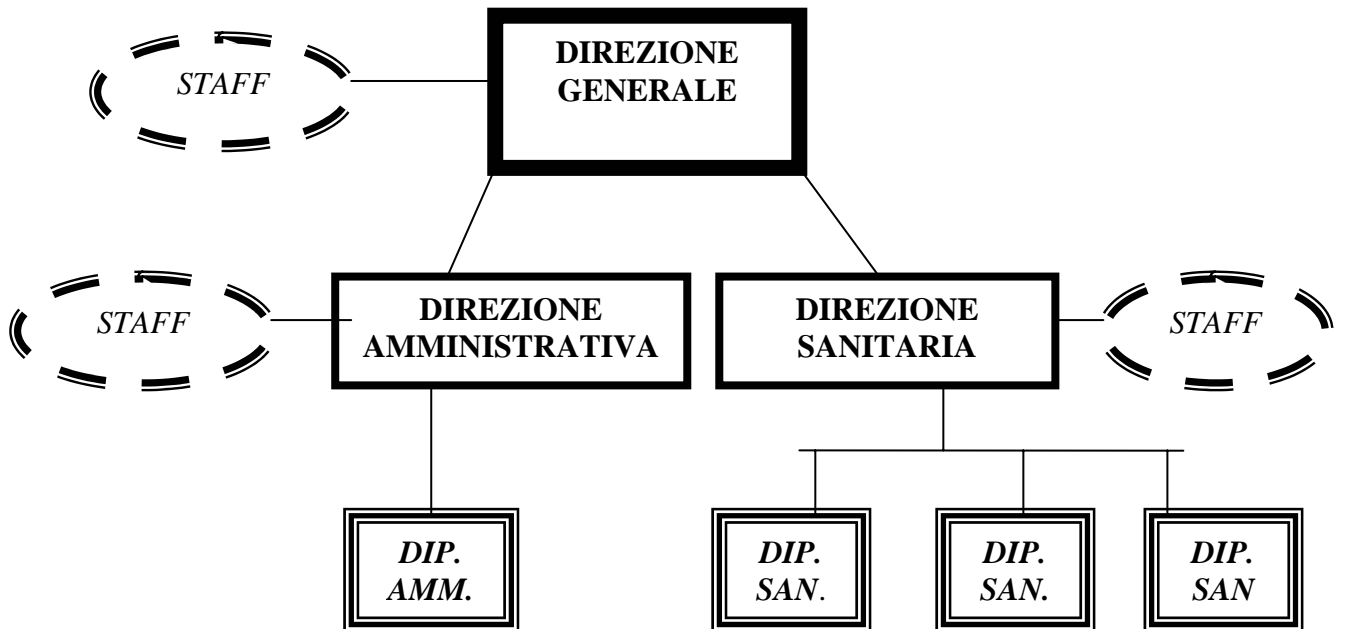 DIREZIONE
GENERALE
STAFF
STAFF
DIREZIONE
AMMINISTRATIVA
DIREZIONE
SANITARIA
STAFF
DIP.
AMM.
DIP.
SAN.
DIP.
SAN.
DIP.
SAN